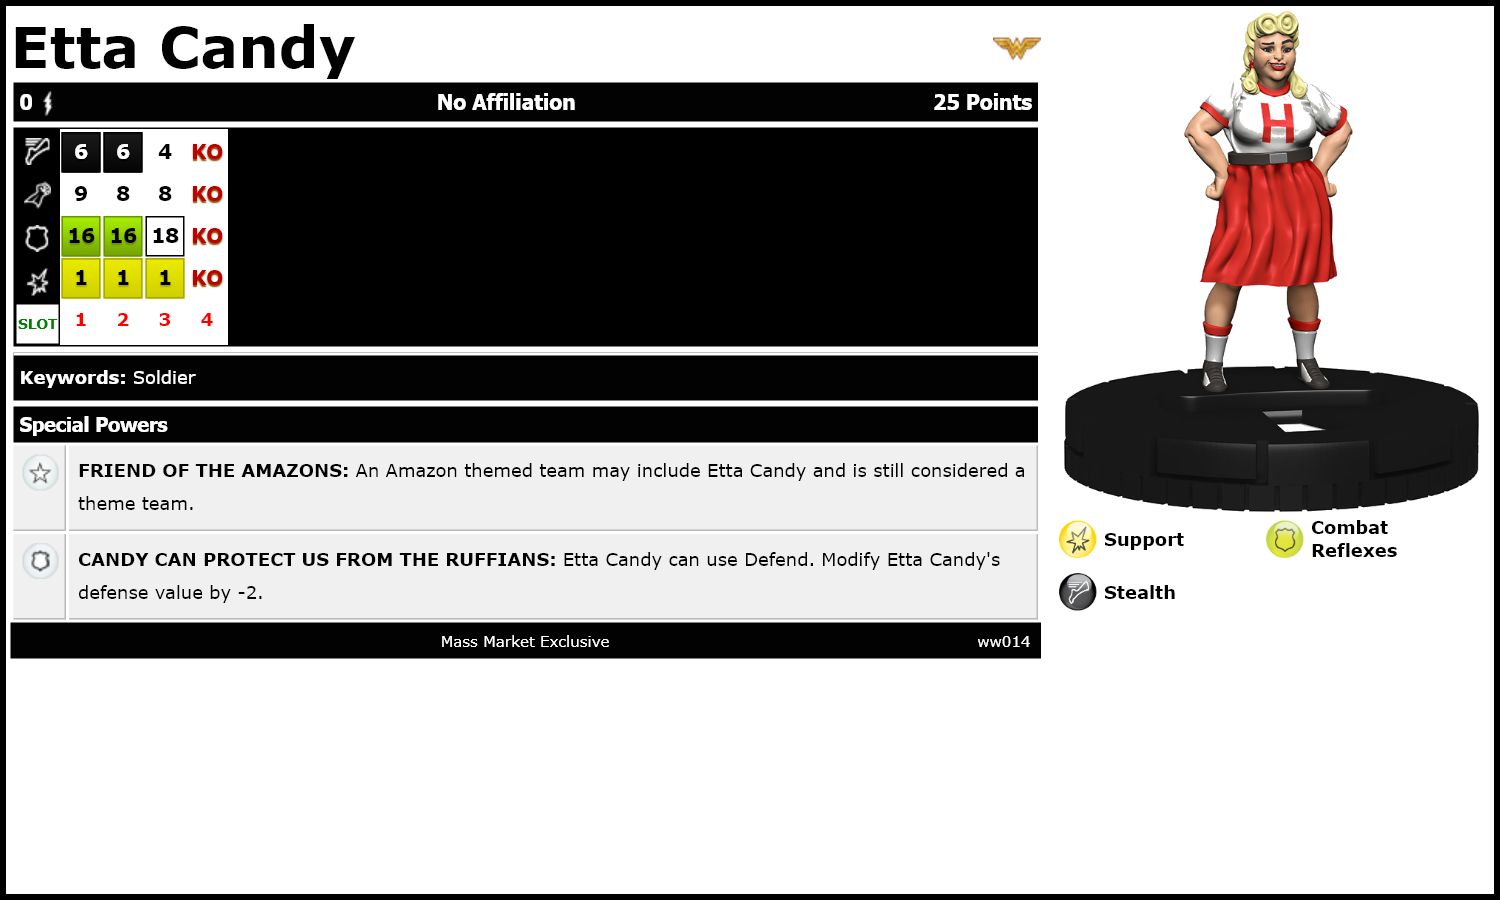 Etta Candy
0 No Affiliation 25 Points
6 6 4 KO
9 8 8 KO
16 16 18 KO
1 1 1 KO
SLOT 1 2 3 4
Keywords: Soldier
Special Powers
FRIEND OF THE AMAZONS: An Amazon themed team may include Etta Candy and is still considered a
theme team.
CANDY CAN PROTECT US FROM THE RUFFIANS: Etta Candy can use Defend. Modify Etta Candy's
defense value by -2.
Mass Market Exclusive ww014
H
Support
Combat
Reflexes
Stealth